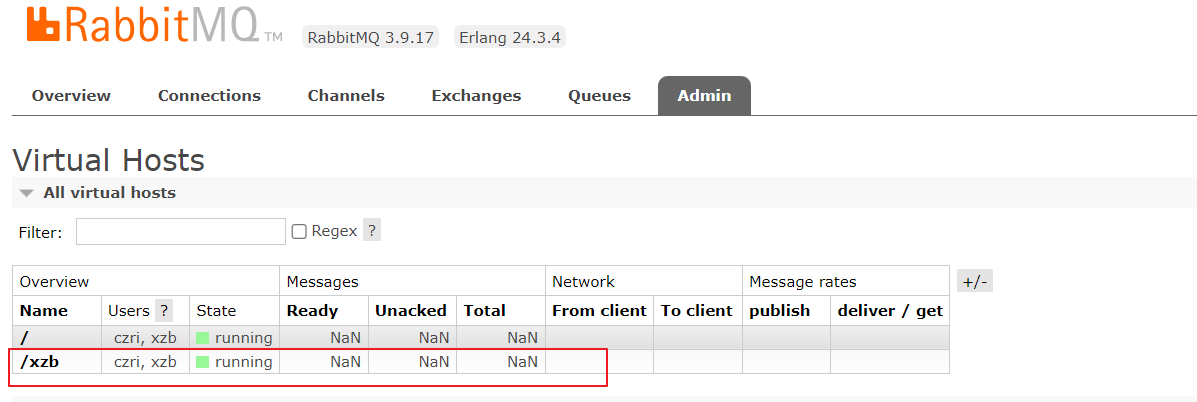 RabbitMQ TM RabbitMQ 3.9.17 Erlang 24.3.4
Overview Connections Channels Exchanges Queues Admin
Virtual Hosts
All virtual hosts
Filter: Regex ?
Overview Messages Network Message rates +/-
Name Users ? State Ready Unacked Total From client To client publish deliver / get
/ czri, xzb running NaN NaN NaN
/xzb czri, xzb running NaN NaN NaN